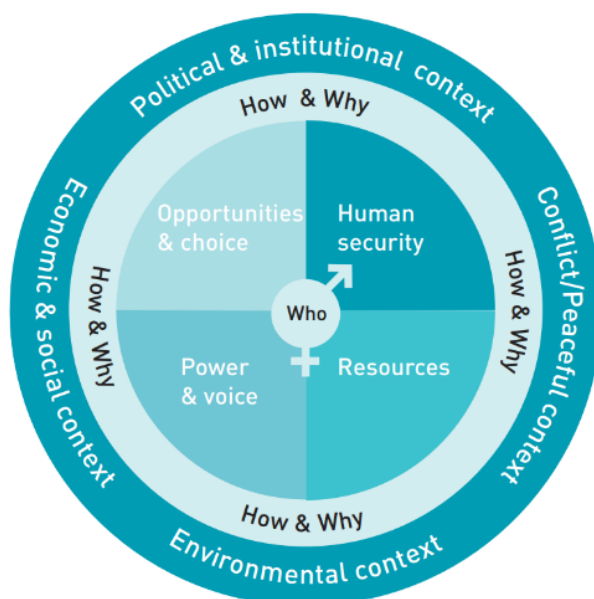 Political & institutional context
How & Why
Opportunities
& choice
Human
security
Economic & social context
How & Why
Who
How & Why
Conflict/Peaceful context
Power
& voice
Resources
How & Why
Environmental context